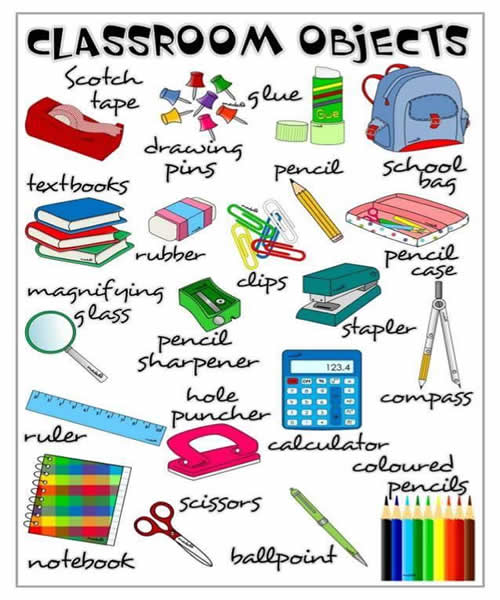 CLASSROOM OBJECTS
Scotch
tape
glue
Glue
drawing
pins
pencil
school
bag
textbooks
rubber
clips
pencil
case
magnifying
glass
pencil
sharpener
stapler
123.4
compass
hole
puncher
ruler
calculator
coloured
pencils
scissors
notebook
ballpoint